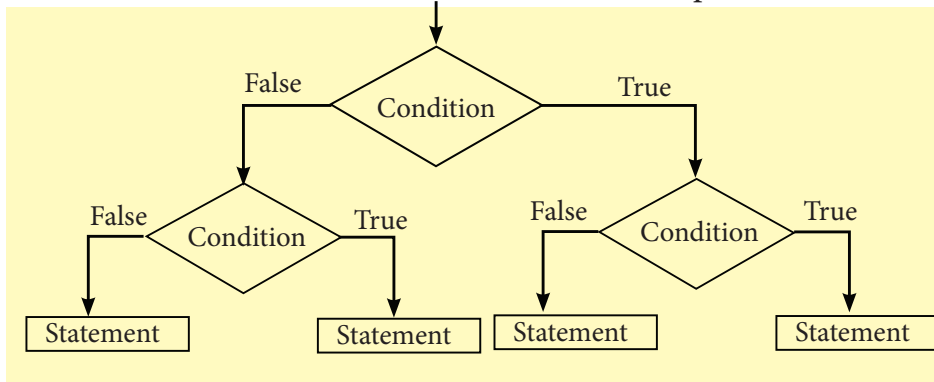 False
True
Condition
False
True
False
True
Condition
Condition
Statement
Statement
Statement
Statement